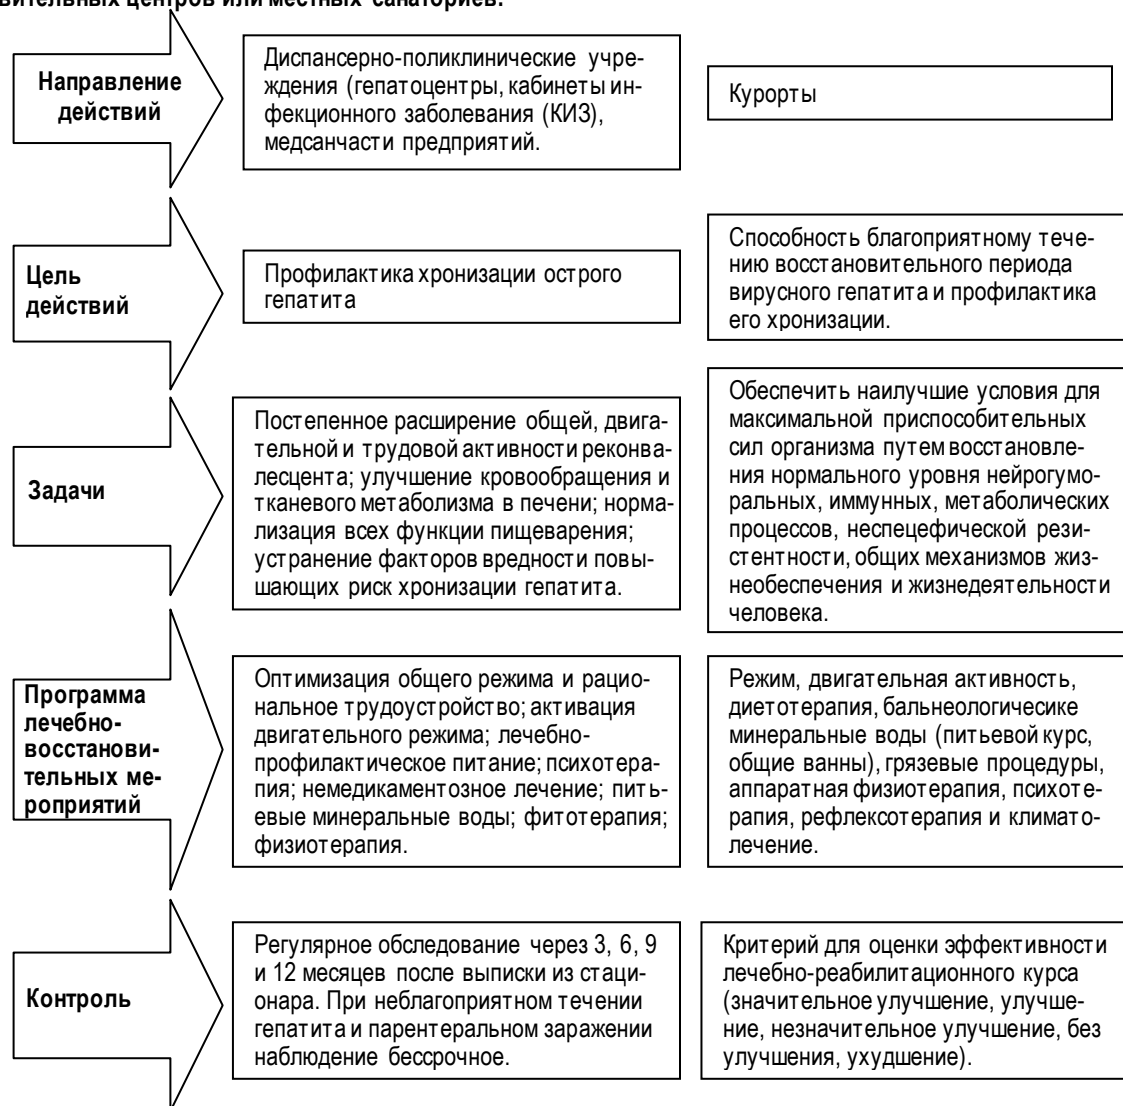 вительных центров или местных санаториев.
Направление
действий
Диспансерно-поликлинические учре-
ждения (гепатоцентры, кабинеты ин-
фекционного заболевания (КИЗ),
медсанчасти предприятий.
Курорты
Цель
действий
Профилактика хронизации острого
гепатита
Способность благоприятному тече-
нию восстановительного периода
вирусного гепатита и профилактика
его хронизации.
Задачи
Постепенное расширение общей, двига-
тельной и трудовой активности реконва-
лесцента; улучшение кровообращения и
тканевого метаболизма в печени; норма-
лизация всех функции пищеварения;
устранение факторов вредности повы-
шающих риск хронизации гепатита.
Обеспечить наилучшие условия для
максимальной приспособительных
сил организма путем восстановле-
ния нормального уровня нейрогумо-
ральных, иммунных, метаболических
процессов, неспецефической рези-
стентности, общих механизмов жиз-
необеспечения и жизнедеятельности
человека.
Программа
лечебно-
восстанови-
тельных ме-
роприятий
Оптимизация общего режима и рацио-
нальное трудоустройство; активация
двигательного режима; лечебно-
профилактическое питание; психотера-
пия; немедикаментозное лечение; пить-
евые минеральные воды; фитотерапия;
физиотерапия.
Режим, двигательная активность,
диетотерапия, бальнеологичесике
минеральные воды (питьевой курс,
общие ванны), грязевые процедуры,
аппаратная физиотерапия, психоте-
рапия, рефлексотерапия и климато-
лечение.
Контроль
Регулярное обследование через 3, 6, 9
и 12 месяцев после выписки из стаци-
онара. При неблагоприятном течении
гепатита и парентеральном заражении
наблюдение бессрочное.
Критерий для оценки эффективности
лечебно-реабилитационного курса
(значительное улучшение, улучше-
ние, незначительное улучшение, без
улучшения, ухудшение).